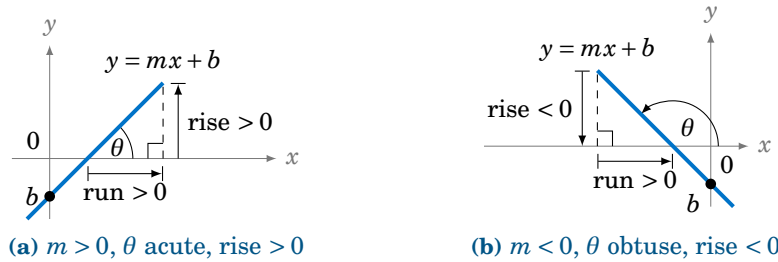 y
y = mx + b
rise > 0
0
θ
x
run > 0
b
(a) m > 0, θ acute, rise > 0
y
y = mx + b
rise < 0
θ
x
0
run > 0
b
(b) m < 0, θ obtuse, rise < 0